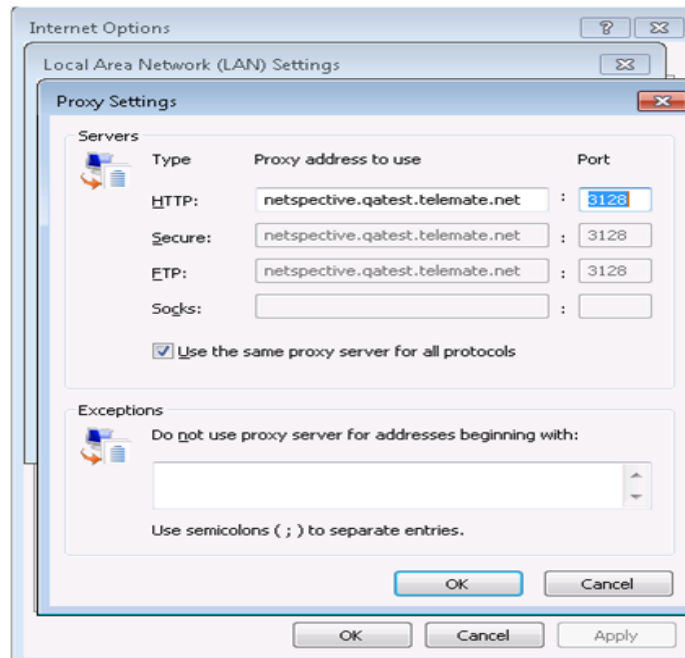 Internet Options
Local Area Network (LAN) Settings
Proxy Settings
Servers
Type Proxy address to use Port
HTTP: netspective.qatest.telemate.net : 3128
Secure: netspective.qatest.telemate.net : 3128
FTP: netspective.qatest.telemate.net : 3128
Socks: :
Use the same proxy server for all protocols
Exceptions
Do not use proxy server for addresses beginning with:
Use semicolons ( ; ) to separate entries.
OK Cancel
OK Cancel Apply